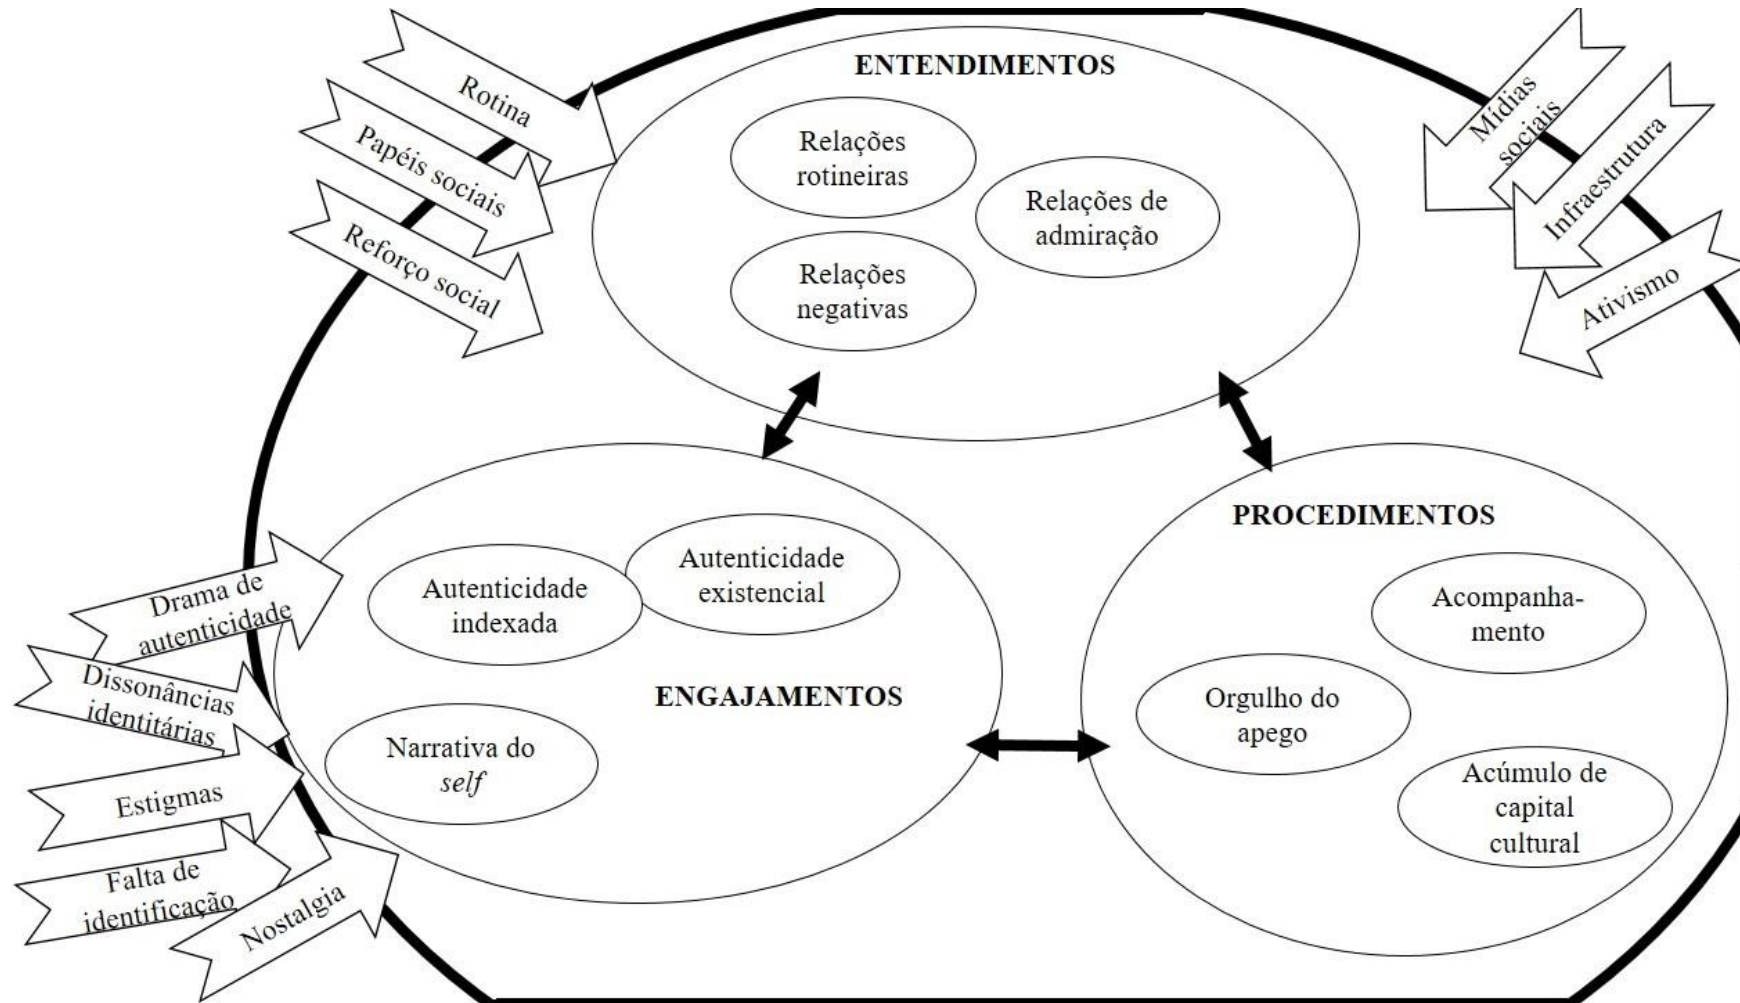 ENTENDIMENTOS
Relações
rotineiras
Relações de
admiração
Relações
negativas
Rotina
Papéis sociais
Reforço social
Mídias
sociais
Infraestrutura
Ativismo
Drama de
autenticidade
Dissonâncias
identitárias
Estigmas
Falta de
identificação
Nostalgia
Autenticidade
indexada
Autenticidade
existencial
ENGAJAMENTOS
Narrativa do
self
PROCEDIMENTOS
Acompanha-
mento
Orgulho do
apego
Acúmulo de
capital
cultural